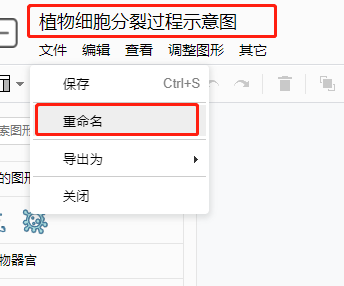 植物细胞分裂过程示意图
文件 编辑 查看 调整图形 其它
保存 Ctrl+S
重命名
索图形
导出为
的图形
关闭
物器官